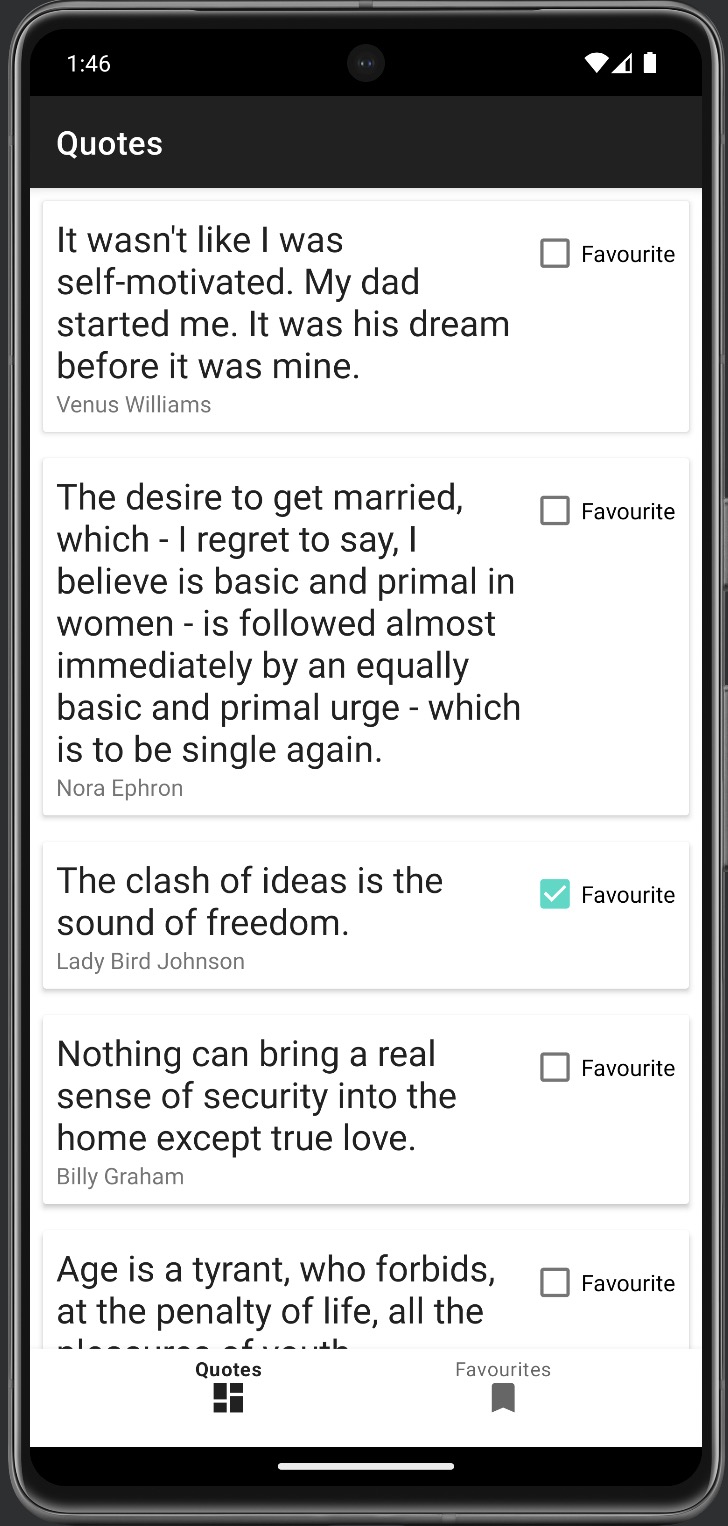 1:46
Quotes
It wasn't like I was
self-motivated. My dad
started me. It was his dream
before it was mine.
Venus Williams
Favourite
The desire to get married,
which - I regret to say, I
believe is basic and primal in
women - is followed almost
immediately by an equally
basic and primal urge - which
is to be single again.
Nora Ephron
Favourite
The clash of ideas is the
sound of freedom.
Lady Bird Johnson
Favourite
Nothing can bring a real
sense of security into the
home except true love.
Billy Graham
Favourite
Age is a tyrant, who forbids,
at the penalty of life, all the
pleasures of youth
Favourite
Quotes
Favourites